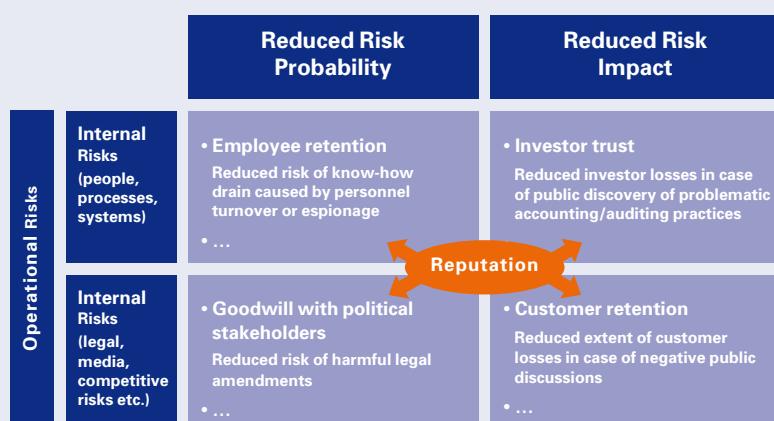 Reduced Risk
Probability
Reduced Risk
Impact
Operational Risks
Internal
Risks
(people,
processes,
systems)
• Employee retention
Reduced risk of know-how
drain caused by personnel
turnover or espionage
• ...
• Investor trust
Reduced investor losses in case
of public discovery of problematic
accounting/auditing practices
Reputation
Internal
Risks
(legal,
media,
competitive
risks etc.)
• Goodwill with political
stakeholders
Reduced risk of harmful legal
amendments
• ...
• Customer retention
Reduced extent of customer
losses in case of negative public
discussions
• ...